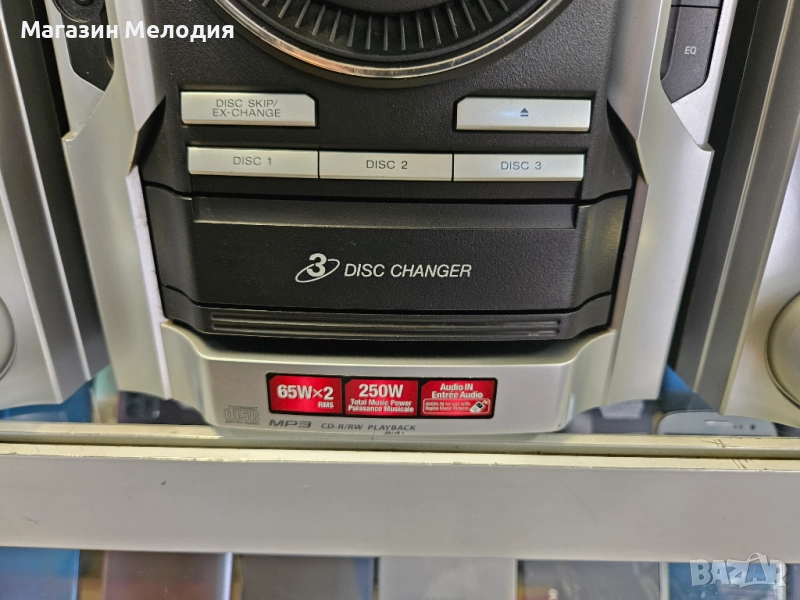 Магазин Мелодия
EQ
DISC SKIP/
EX-CHANGE
DISC 1
DISC 2
DISC 3
3 DISC CHANGER
65W×2
RMS
250W
Total Music Power
Puissance Musicale
Audio IN
Entrée Audio
MP3
CD-R/RW PLAYBACK
BAZAR